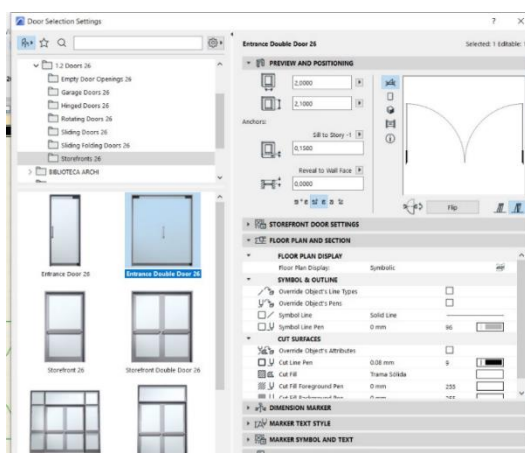 Door Selection Settings
? X
1.2 Doors 26
Empty Door Openings 26
Garage Doors 26
Hinged Doors 26
Rotating Doors 26
Sliding Doors 26
Sliding Folding Doors 26
Storefronts 26
BIBLIOTECA ARCHI
Entrance Door 26
Entrance Double Door 26
Storefront 26
Storefront Double Door 26
Entrance Double Door 26
Selected: 1 Editable:
PREVIEW AND POSITIONING
2,0000
2,1000
Anchors:
Sill to Story -1
0,1500
Reveal to Wall Face
0,0000
Flip
STOREFRONT DOOR SETTINGS
FLOOR PLAN AND SECTION
FLOOR PLAN DISPLAY
Floor Plan Display: Symbolic
SYMBOL & OUTLINE
Override Object's Line Types
Override Object's Pens
Symbol Line Solid Line
Symbol Line Pen 0 mm 96
CUT SURFACES
Override Object's Attributes
Cut Line Pen 0.08 mm 9
Cut Fill Trama Sólida
Cut Fill Foreground Pen 0 mm 255
Cut Fill Background Pen 0 mm 255
DIMENSION MARKER
MARKER TEXT STYLE
MARKER SYMBOL AND TEXT